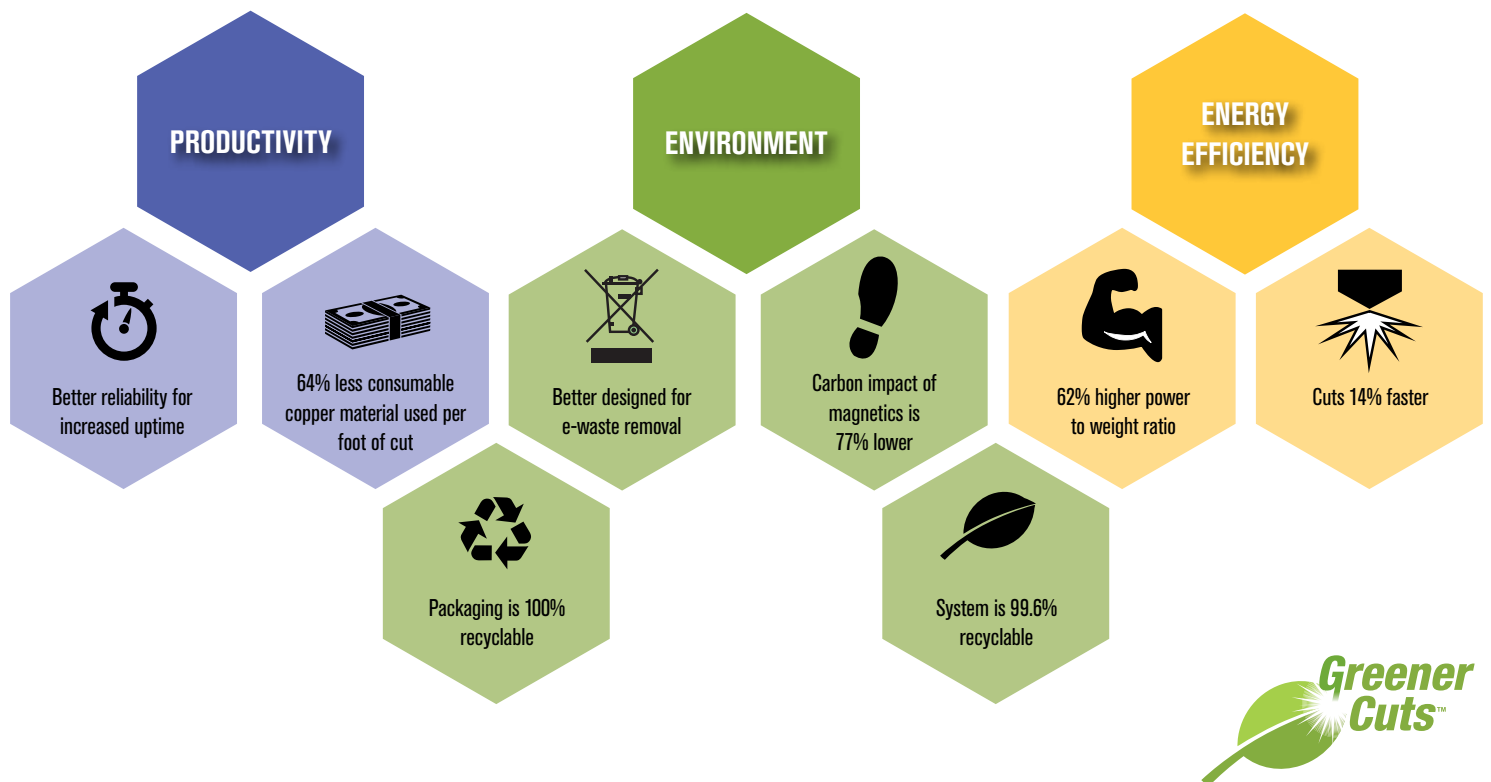 PRODUCTIVITY
Better reliability for
increased uptime
64% less consumable
copper material used per
foot of cut
ENVIRONMENT
Better designed for
e-waste removal
Carbon impact of
magnetics is
77% lower
Packaging is 100%
recyclable
System is 99.6%
recyclable
ENERGY
EFFICIENCY
62% higher power
to weight ratio
Cuts 14% faster
Greener
Cuts™